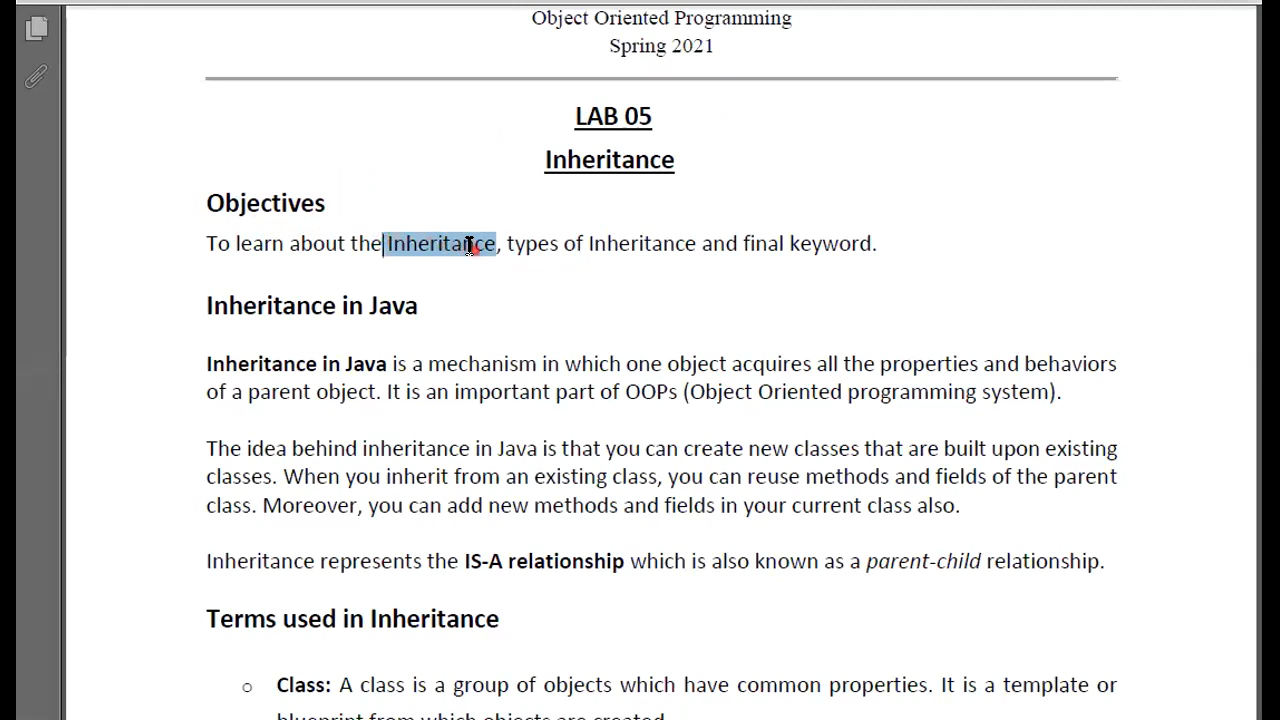 Object Oriented Programming
Spring 2021
LAB 05
Inheritance
Objectives
To learn about the Inheritance, types of Inheritance and final keyword.
Inheritance in Java
Inheritance in Java is a mechanism in which one object acquires all the properties and behaviors
of a parent object. It is an important part of OOPs (Object Oriented programming system).
The idea behind inheritance in Java is that you can create new classes that are built upon existing
classes. When you inherit from an existing class, you can reuse methods and fields of the parent
class. Moreover, you can add new methods and fields in your current class also.
Inheritance represents the IS-A relationship which is also known as a parent-child relationship.
Terms used in Inheritance
o Class: A class is a group of objects which have common properties. It is a template or
blueprint from which objects are created.